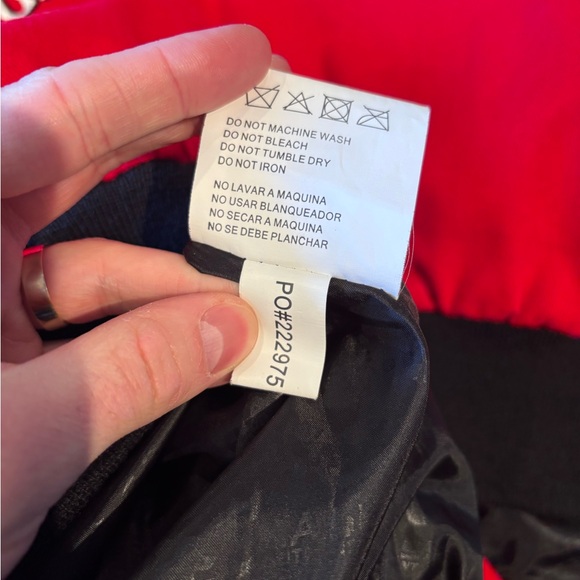 DO NOT MACHINE WASH
DO NOT BLEACH
DO NOT TUMBLE DRY
DO NOT IRON
NO LAVAR A MAQUINA
NO USAR BLANQUEADOR
NO SECAR A MAQUINA
NO SE DEBE PLANCHAR
PO#222975